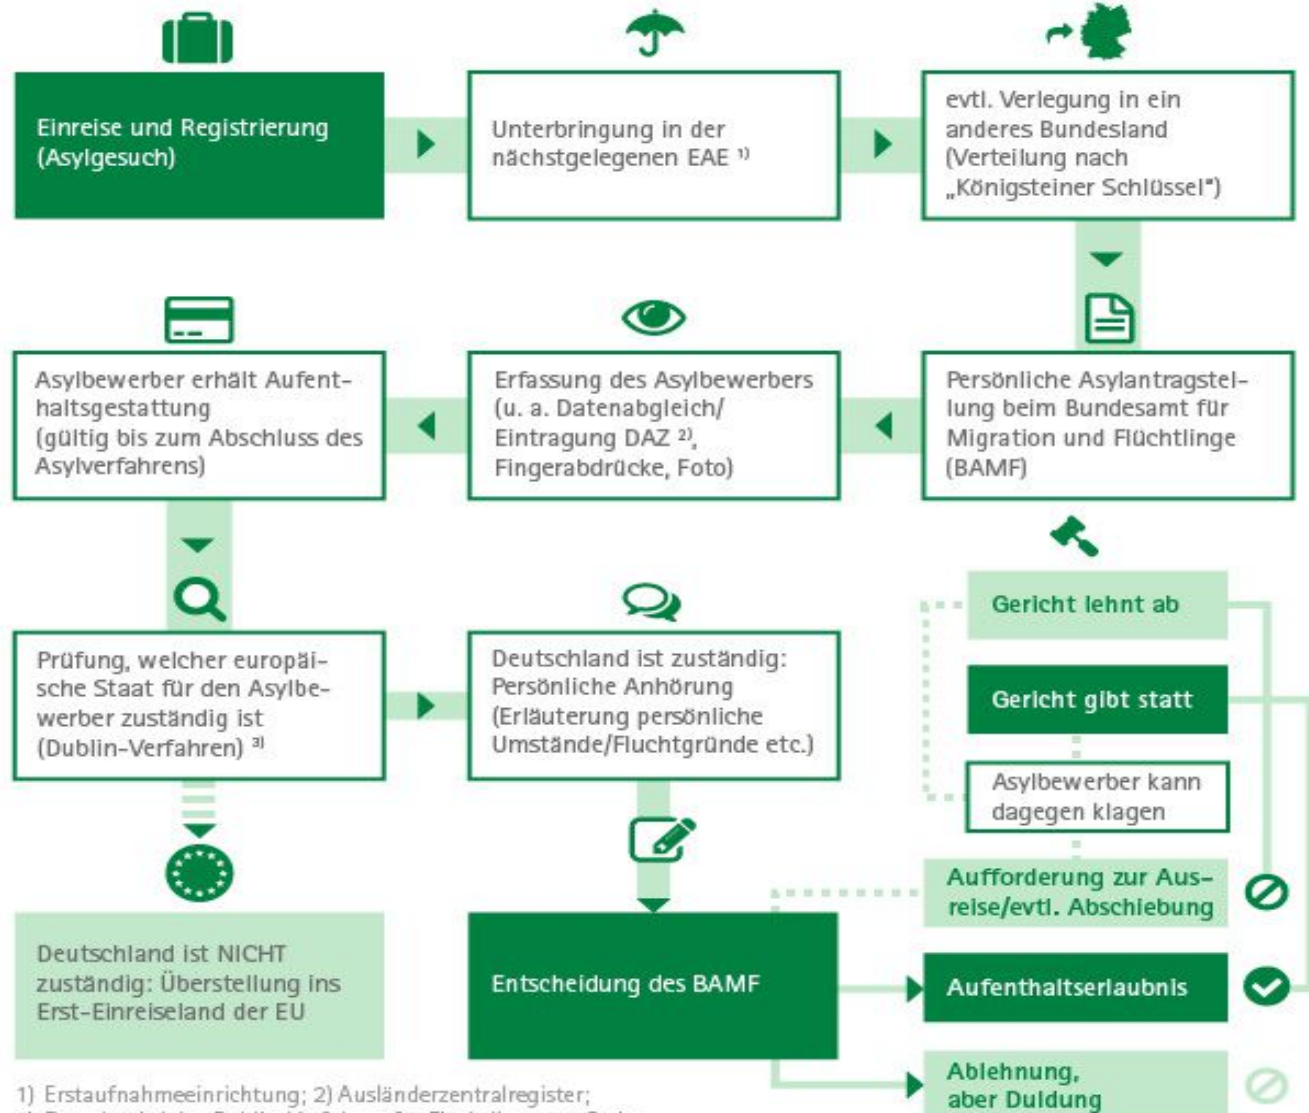 Einreise und Registrierung
(Asylgesuch)
Unterbringung in der
nächstgelegenen EAE ¹⁾
evtl. Verlegung in ein
anderes Bundesland
(Verteilung nach
„Königsteiner Schlüssel“)
Persönliche Asylantragstel-
lung beim Bundesamt für
Migration und Flüchtlinge
(BAMF)
Erfassung des Asylbewerbers
(u. a. Datenabgleich/
Eintragung DAZ ²⁾,
Fingerabdrücke, Foto)
Asylbewerber erhält Aufent-
haltsgestattung
(gültig bis zum Abschluss des
Asylverfahrens)
Prüfung, welcher europäi-
sche Staat für den Asylbe-
werber zuständig ist
(Dublin-Verfahren) ³⁾
Deutschland ist zuständig:
Persönliche Anhörung
(Erläuterung persönliche
Umstände/Fluchtgründe etc.)
Deutschland ist NICHT
zuständig: Überstellung ins
Erst-Einreiseland der EU
Entscheidung des BAMF
Gericht lehnt ab
Gericht gibt statt
Asylbewerber kann
dagegen klagen
Aufforderung zur Aus-
reise/evtl. Abschiebung
Aufenthaltserlaubnis
Ablehnung,
aber Duldung
1) Erstaufnahmeeinrichtung; 2) Ausländerzentralregister;